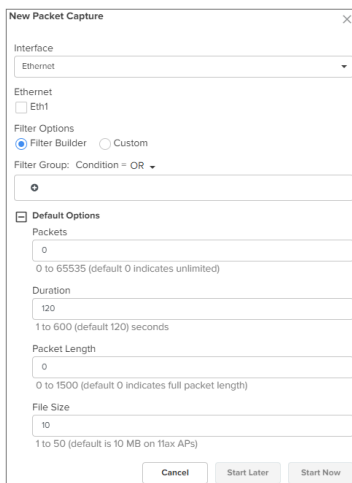 New Packet Capture
Interface
Ethernet
Ethernet
Eth1
Filter Options
Filter Builder Custom
Filter Group: Condition = OR
Default Options
Packets
0
0 to 65535 (default 0 indicates unlimited)
Duration
120
1 to 600 (default 120) seconds
Packet Length
0
0 to 1500 (default 0 indicates full packet length)
File Size
10
1 to 50 (default is 10 MB on 11ax APs)
Cancel Start Later Start Now